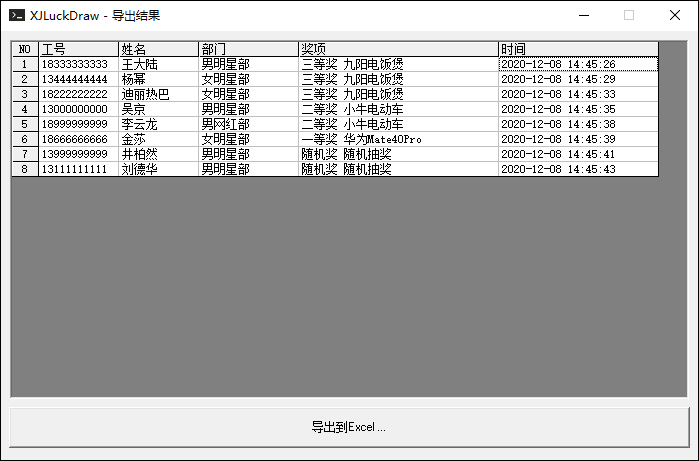 XJLuckDraw - 导出结果
NO 工号 姓名 部门 奖项 时间
1 18333333333 王大陆 男明星部 三等奖 九阳电饭煲 2020-12-08 14:45:26
2 13444444444 杨幂 女明星部 三等奖 九阳电饭煲 2020-12-08 14:45:29
3 18222222222 迪丽热巴 女明星部 三等奖 九阳电饭煲 2020-12-08 14:45:33
4 13000000000 吴京 男明星部 二等奖 小牛电动车 2020-12-08 14:45:35
5 18999999999 李云龙 男网红部 二等奖 小牛电动车 2020-12-08 14:45:38
6 18666666666 金莎 女明星部 一等奖 华为Mate40Pro 2020-12-08 14:45:39
7 13999999999 井柏然 男明星部 随机奖 随机抽奖 2020-12-08 14:45:41
8 13111111111 刘德华 男明星部 随机奖 随机抽奖 2020-12-08 14:45:43
导出到Excel...